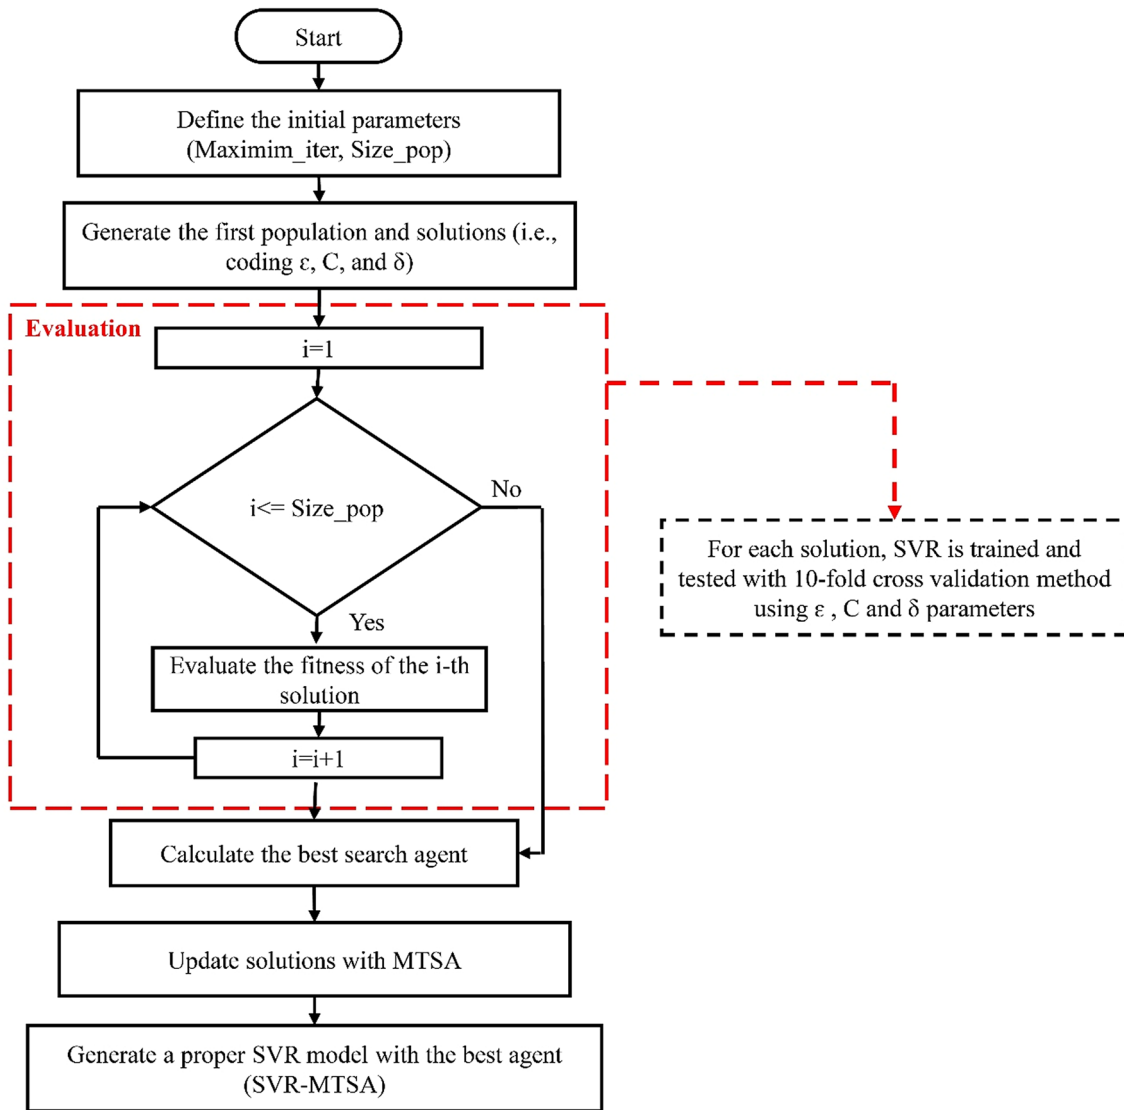 Start
Define the initial parameters
(Maximim_iter, Size_pop)
Generate the first population and solutions (i.e.,
coding ε, C, and δ)
Evaluation
i=1
i<= Size_pop
No
Yes
Evaluate the fitness of the i-th
solution
i=i+1
For each solution, SVR is trained and
tested with 10-fold cross validation method
using ε , C and δ parameters
Calculate the best search agent
Update solutions with MTSA
Generate a proper SVR model with the best agent
(SVR-MTSA)